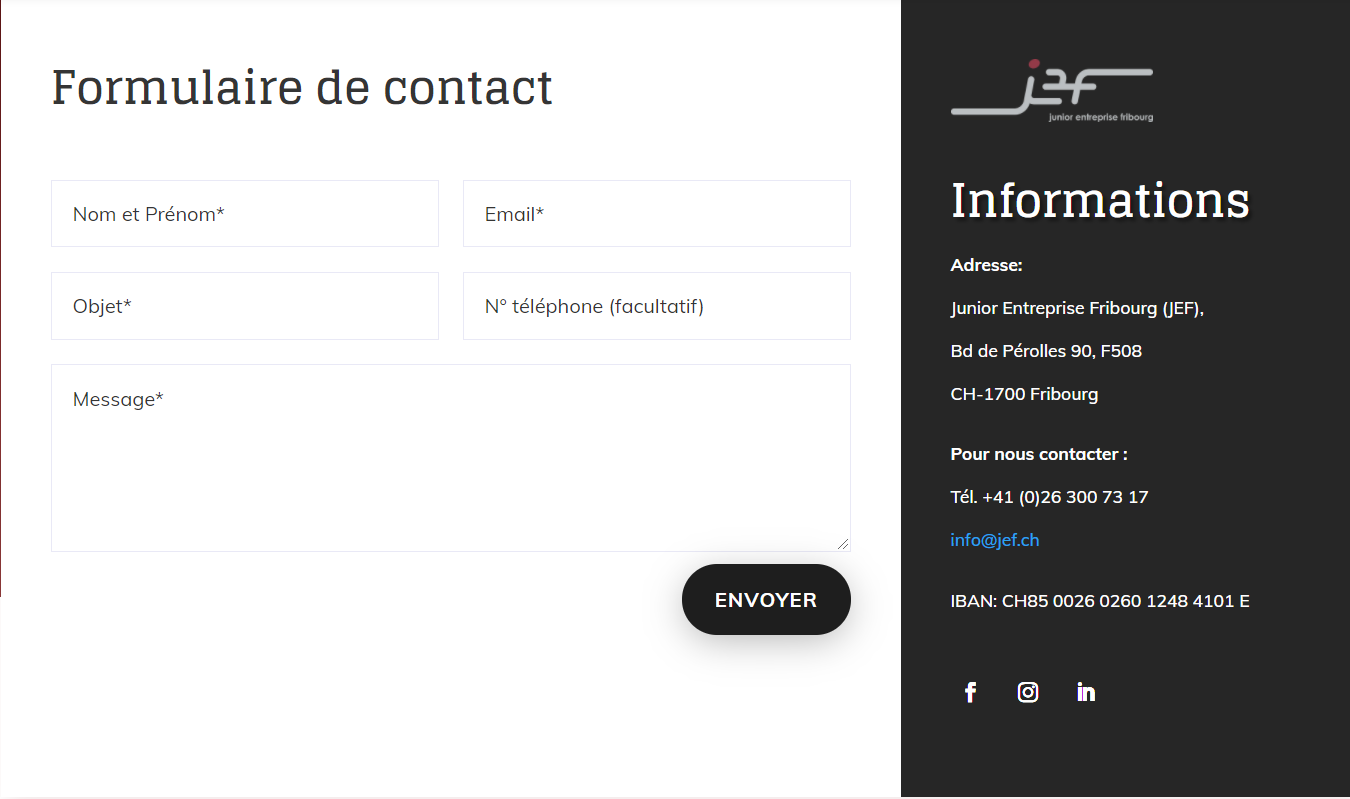 Formulaire de contact
Nom et Prénom*
Email*
Objet*
N° téléphone (facultatif)
Message*
ENVOYER
jef
junior entreprise fribourg
Informations
Adresse:
Junior Entreprise Fribourg (JEF),
Bd de Pérolles 90, F508
CH-1700 Fribourg
Pour nous contacter :
Tél. +41 (0)26 300 73 17
info@jef.ch
IBAN: CH85 0026 0260 1248 4101 E